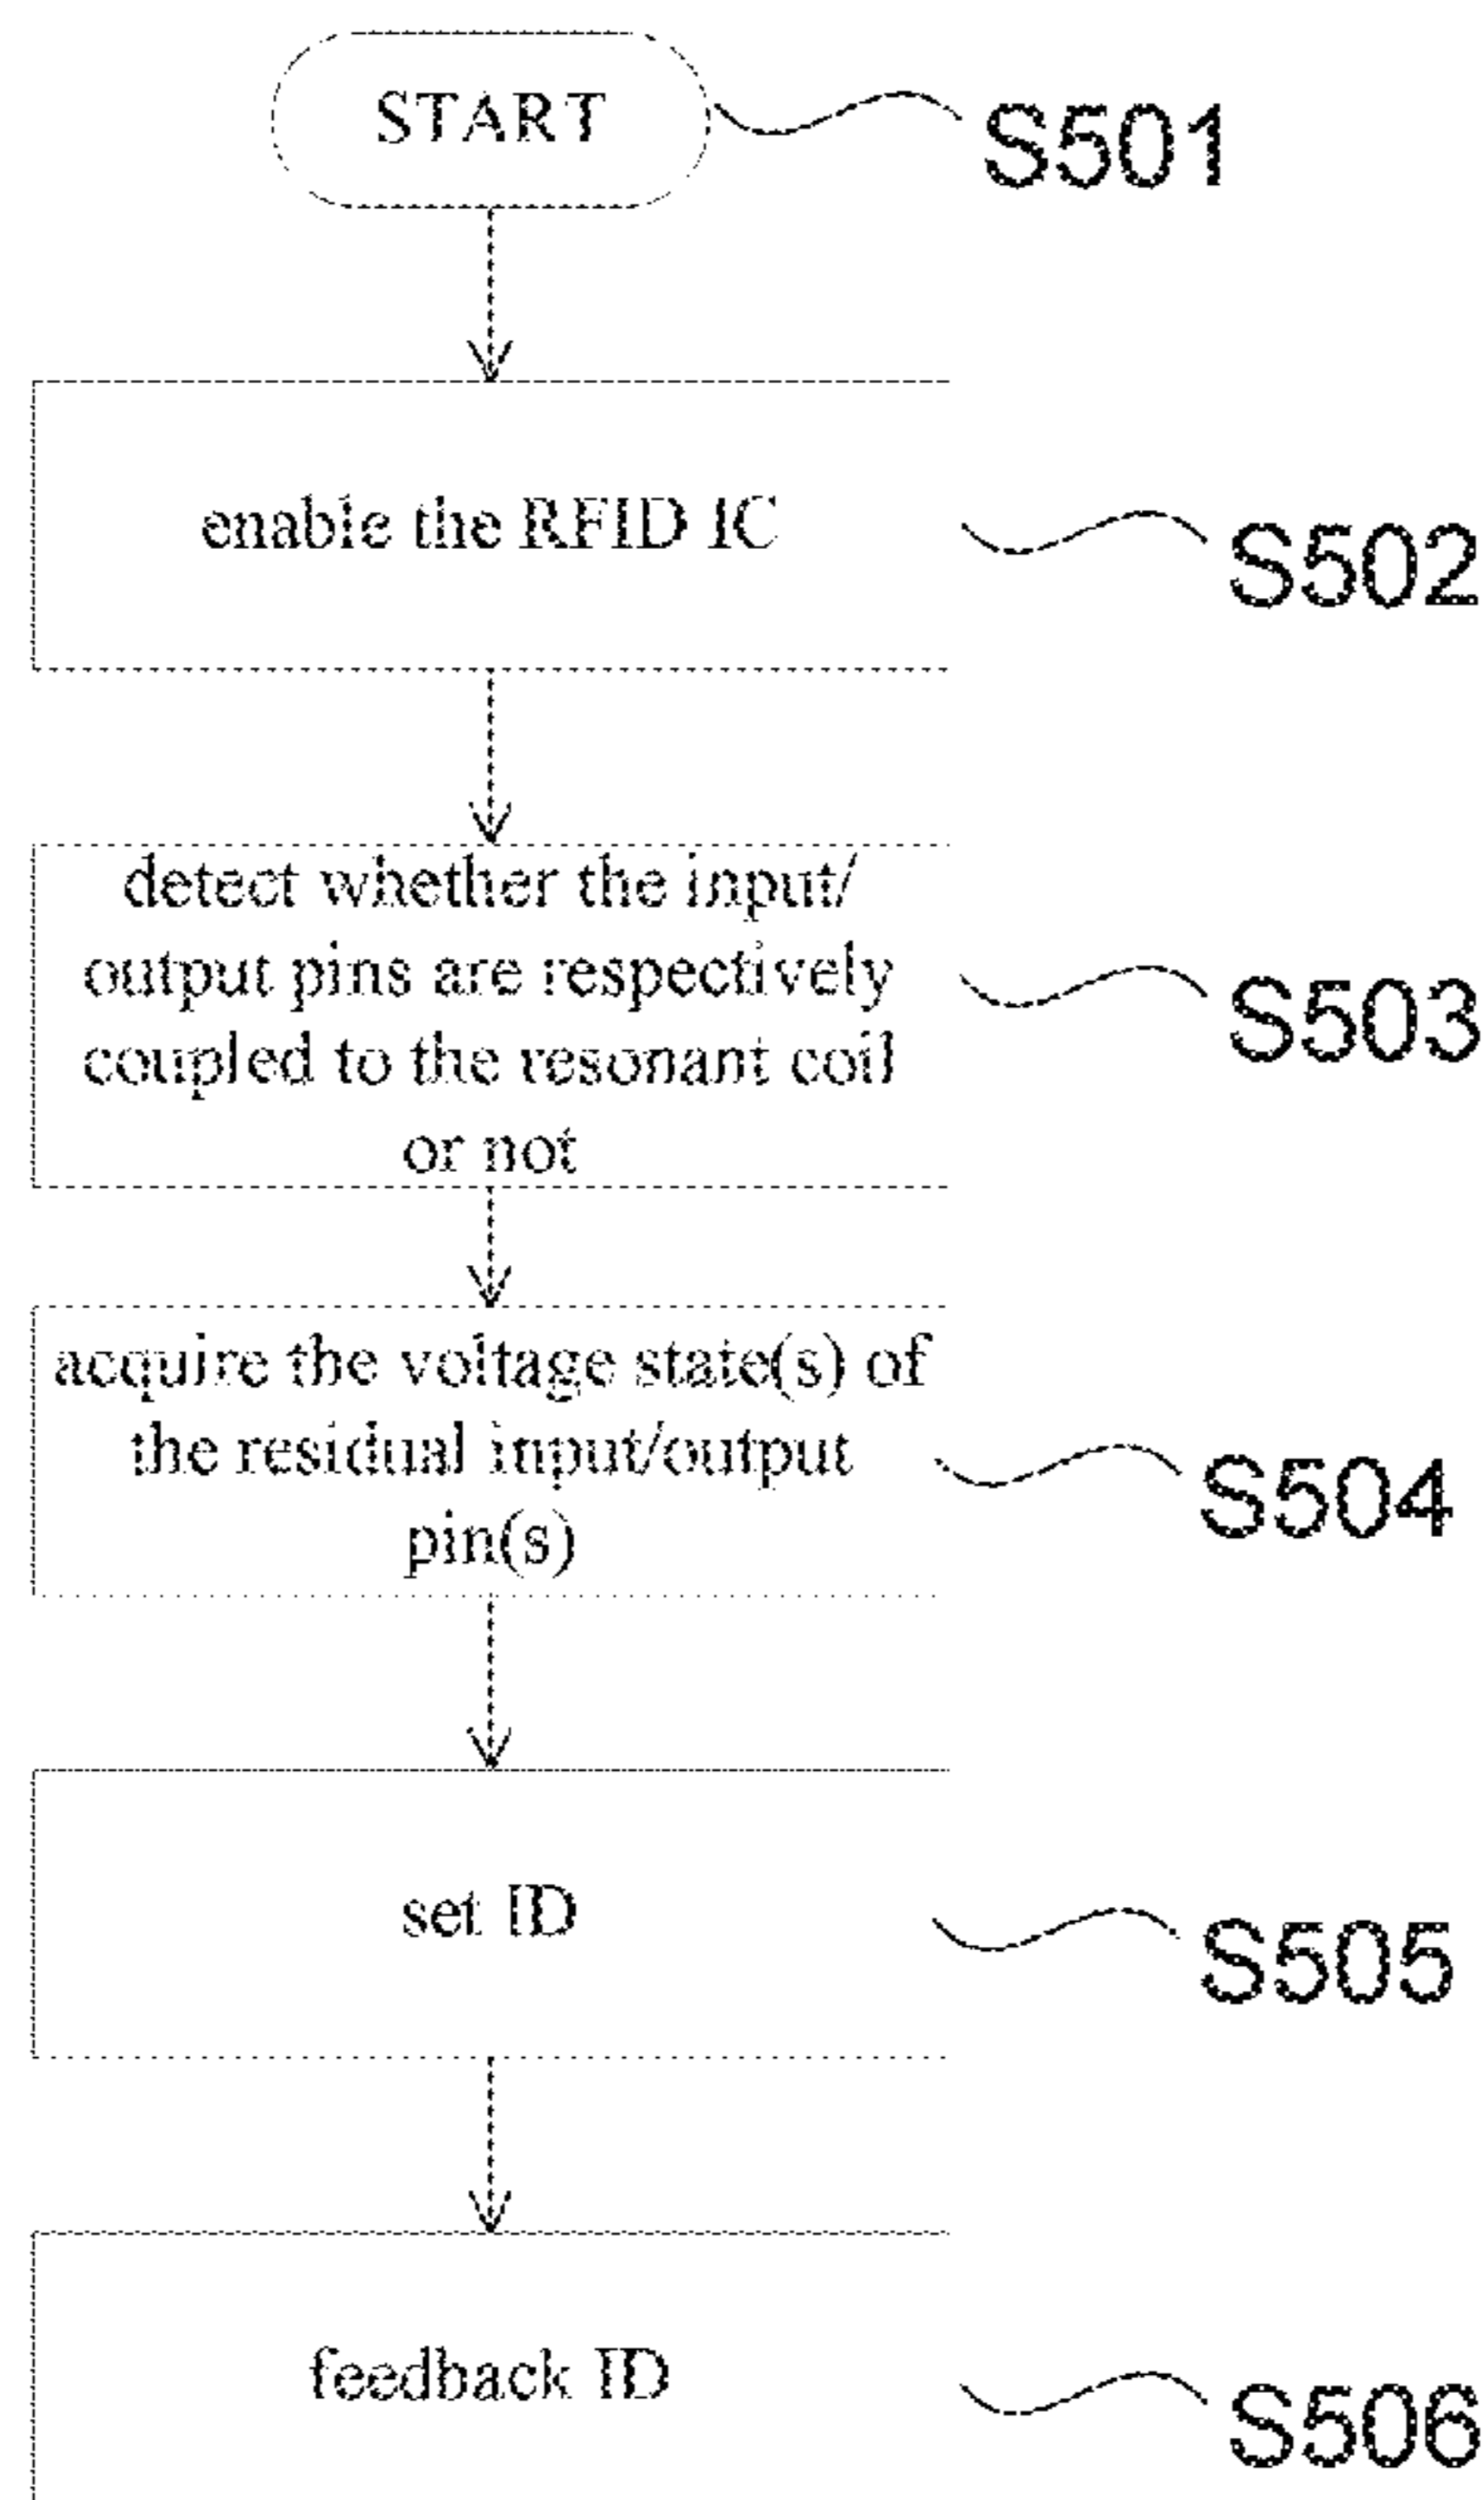 START
S501
enable the RFID IC
S502
detect whether the input/
output pins are respectively
coupled to the resonant coil
or not
S503
acquire the voltage state(s) of
the residual input/output
pin(s)
S504
set ID
S505
feedback ID
S506